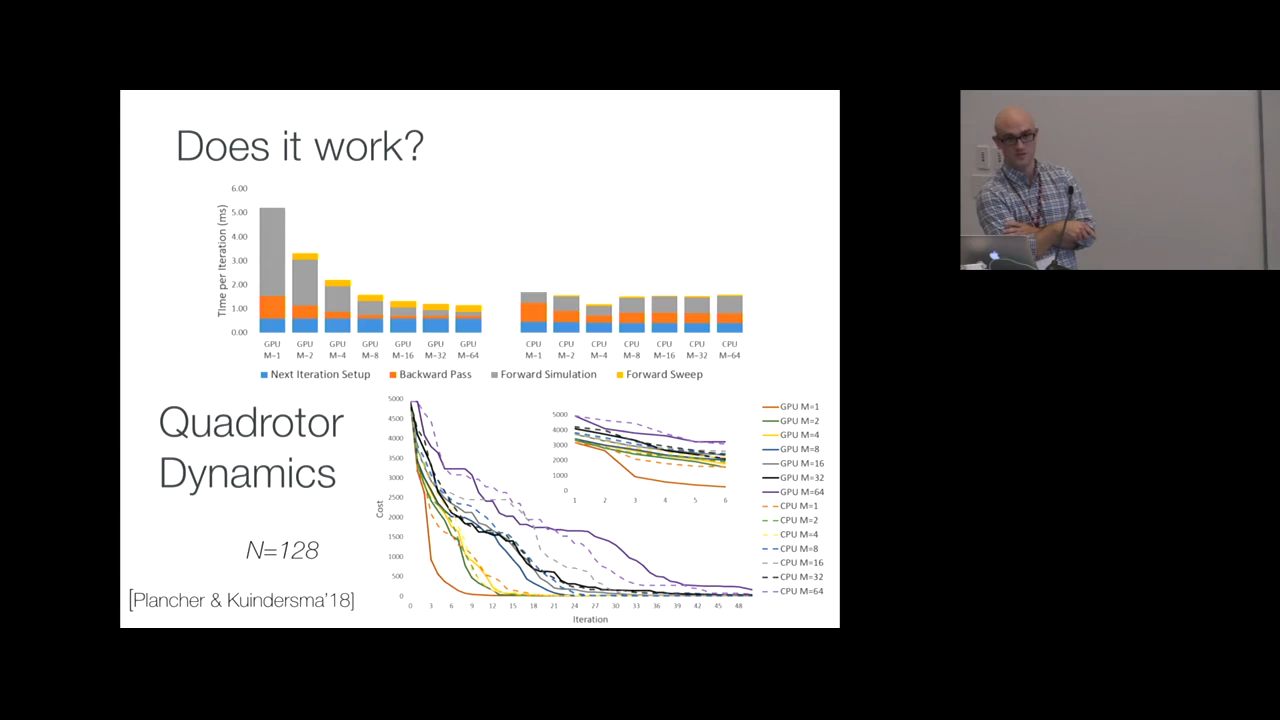 Does it work?
6.00
5.00
4.00
3.00
2.00
1.00
0.00
Time per Iteration (ms)
GPU GPU GPU GPU GPU GPU GPU CPU CPU CPU CPU CPU CPU CPU
M-1 M-2 M-4 M-8 M-16 M-32 M-64 M-1 M-2 M-4 M-8 M-16 M-32 M-64
Next Iteration Setup Backward Pass Forward Simulation Forward Sweep
Quadrotor
Dynamics
N=128
[Plancher & Kuindersma'18]
5000
4500
4000
3500
3000
2500
2000
1500
1000
500
0
Cost
0 3 6 9 12 15 18 21 24 27 30 33 36 39 42 45 48
Iteration
5000
4000
3000
2000
1000
0
1 2 3 4 5 6
GPU M=1
GPU M=2
GPU M=4
GPU M=8
GPU M=16
GPU M=32
GPU M=64
CPU M=1
CPU M=2
CPU M=4
CPU M=8
CPU M=16
CPU M=32
CPU M=64